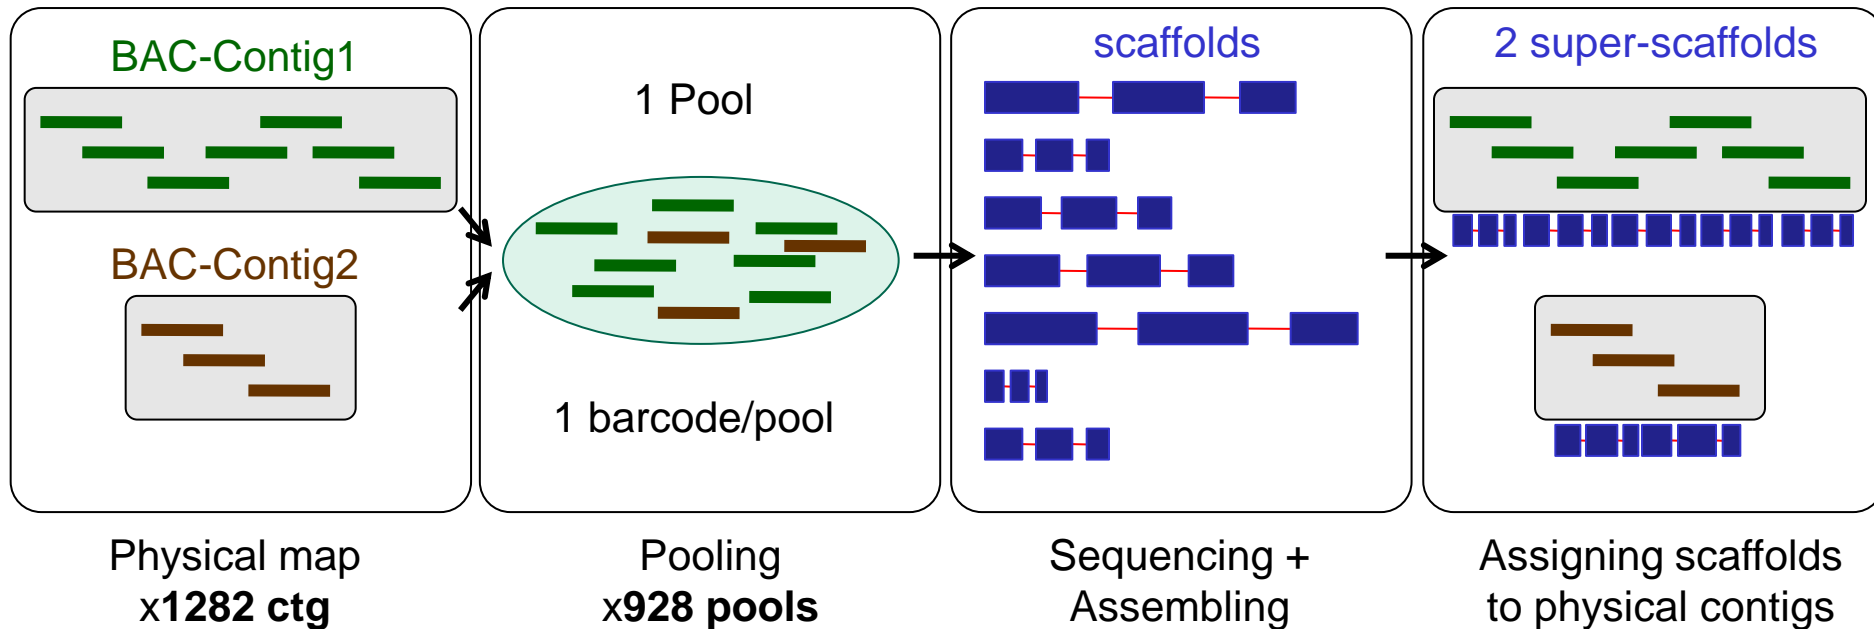 BAC-Contig1
BAC-Contig2
Physical map
x1282 ctg
1 Pool
1 barcode/pool
Pooling
x928 pools
scaffolds
Sequencing +
Assembling
2 super-scaffolds
Assigning scaffolds
to physical contigs